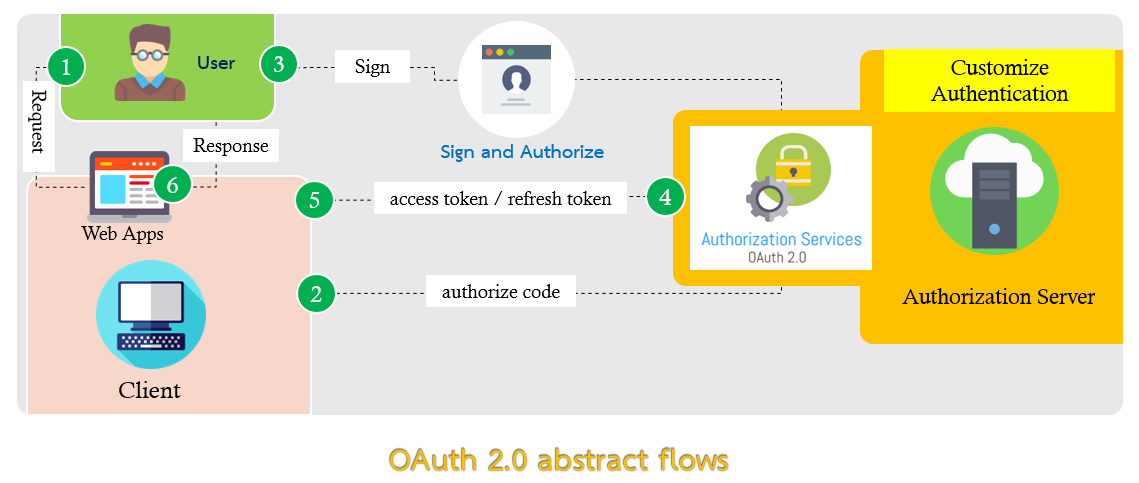 1
User
3
Sign
Customize
Authentication
Request
Response
Sign and Authorize
6
5
access token / refresh token
4
Web Apps
Authorization Services
OAuth 2.0
2
authorize code
Authorization Server
Client
OAuth 2.0 abstract flows